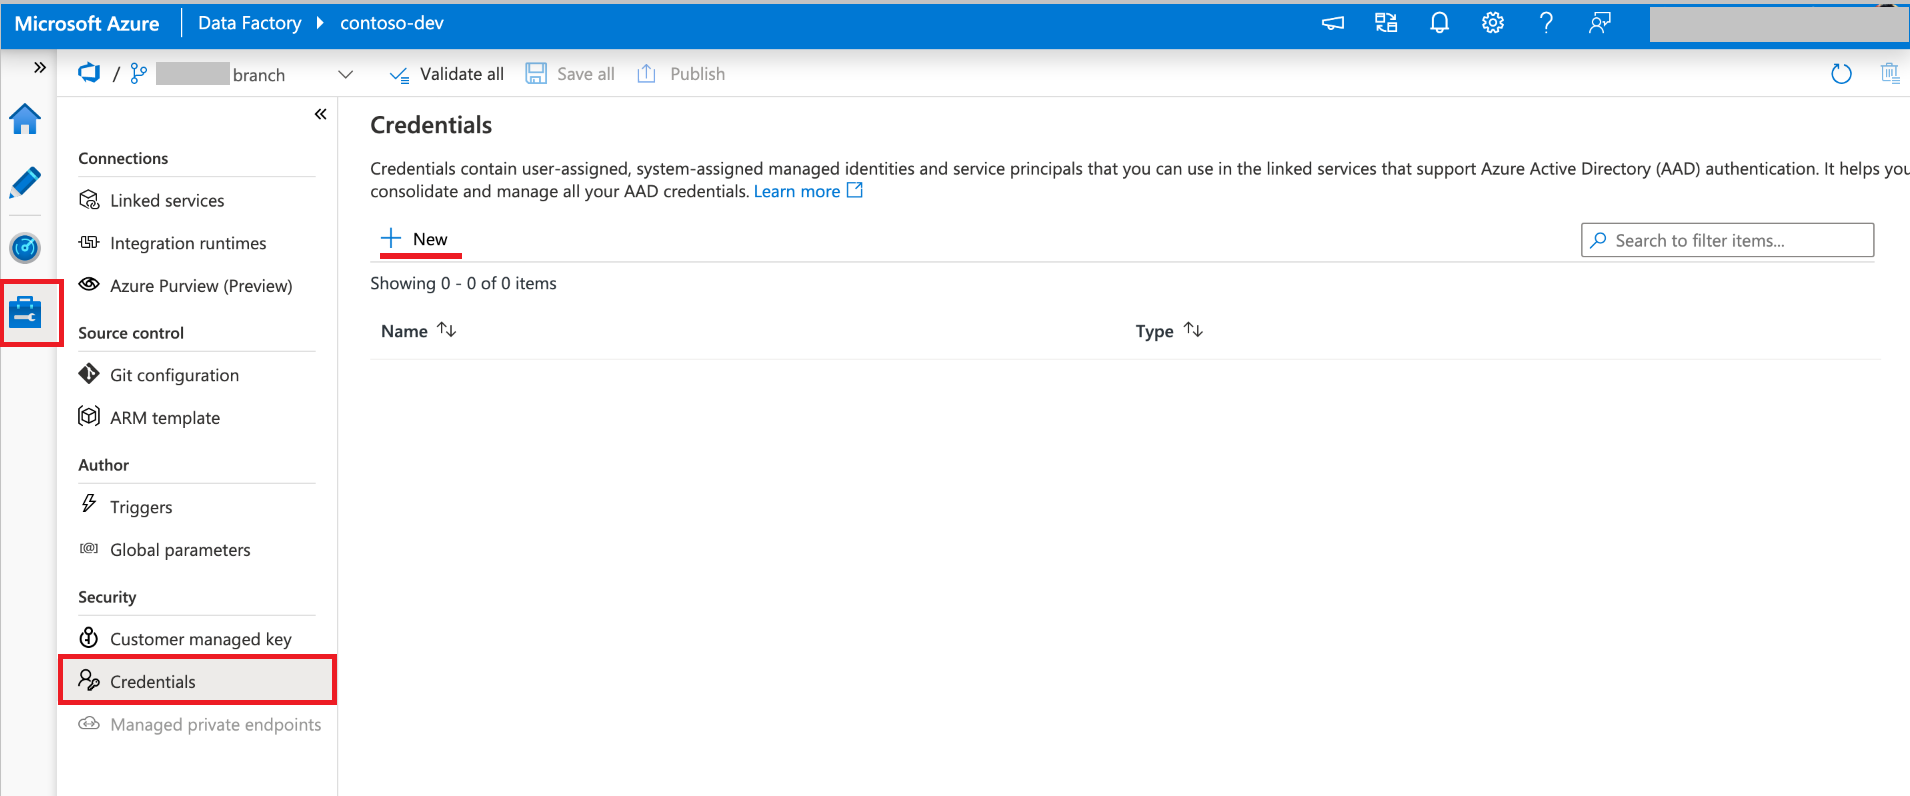 Microsoft Azure Data Factory contoso-dev
/ branch Validate all Save all Publish
Connections
Linked services
Integration runtimes
Azure Purview (Preview)
Source control
Git configuration
ARM template
Author
Triggers
Global parameters
Security
Customer managed key
Credentials
Managed private endpoints
Credentials
Credentials contain user-assigned, system-assigned managed identities and service principals that you can use in the linked services that support Azure Active Directory (AAD) authentication. It helps you
consolidate and manage all your AAD credentials. Learn more
New
Search to filter items...
Showing 0 - 0 of 0 items
Name Type